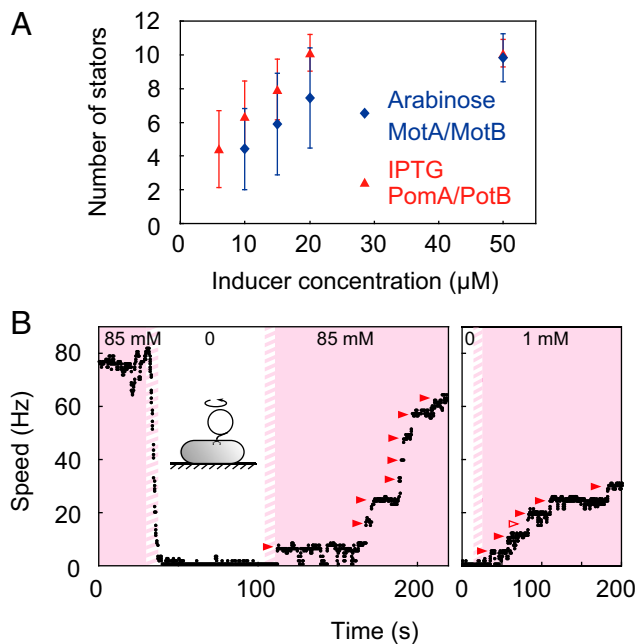 A
Number of stators
12
10
8
6
4
2
0
Arabinose
MotA/MotB
IPTG
PomA/PotB
0 10 20 30 40 50
Inducer concentration (μM)
B
85 mM 0 85 mM 0 1 mM
Speed (Hz)
80
60
40
20
0
0 100 200 0 100 200
Time (s)